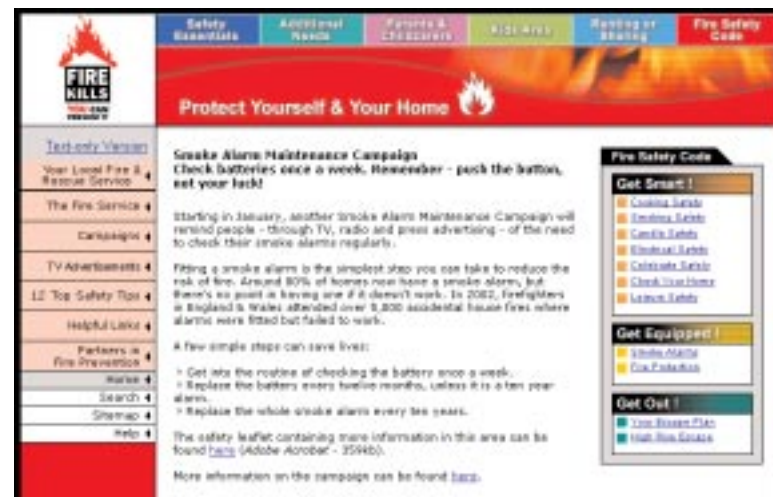 Safety
Essentials
Additional
Needs
Parents &
Childcarers
Kids Area
Renting or
Sharing
Fire Safety
Code
FIRE
KILLS
YOU CAN
PREVENT IT
Protect Yourself & Your Home
Text-only Version
Your Local Fire &
Rescue Service
The Fire Service
Campaigns
TV Advertisements
12 Top Safety Tips
Helpful Links
Partners in
Fire Prevention
Home
Search
Sitemap
Help
Smoke Alarm Maintenance Campaign
Check batteries once a week. Remember - push the button,
not your luck!
Starting in January, another Smoke Alarm Maintenance Campaign will
remind people - through TV, radio and press advertising - of the need
to check their smoke alarms regularly.
Fitting a smoke alarm is the simplest step you can take to reduce the
risk of fire. Around 80% of homes now have a smoke alarm, but
there's no point in having one if it doesn't work. In 2002, firefighters
in England & Wales attended over accidental house fires where
alarms were fitted but failed to work.
A few simple steps can save lives:
> Get into the routine of checking the battery once a week.
> Replace the battery every twelve months, unless it is a ten year
alarm.
> Replace the whole smoke alarm every ten years.
The safety leaflet containing more information in this area can be
found here (Adobe Acrobat - 359kb).
More information on the campaign can be found here.
Fire Safety Code
Get Smart !
Cooking Safety
Smoking Safety
Candle Safety
Electrical Safety
Celebrate Safely
Check Your Home
Leisure Safety
Get Equipped !
Smoke Alarms
Fire Protection
Get Out !
Your Escape Plan
High Rise Escape